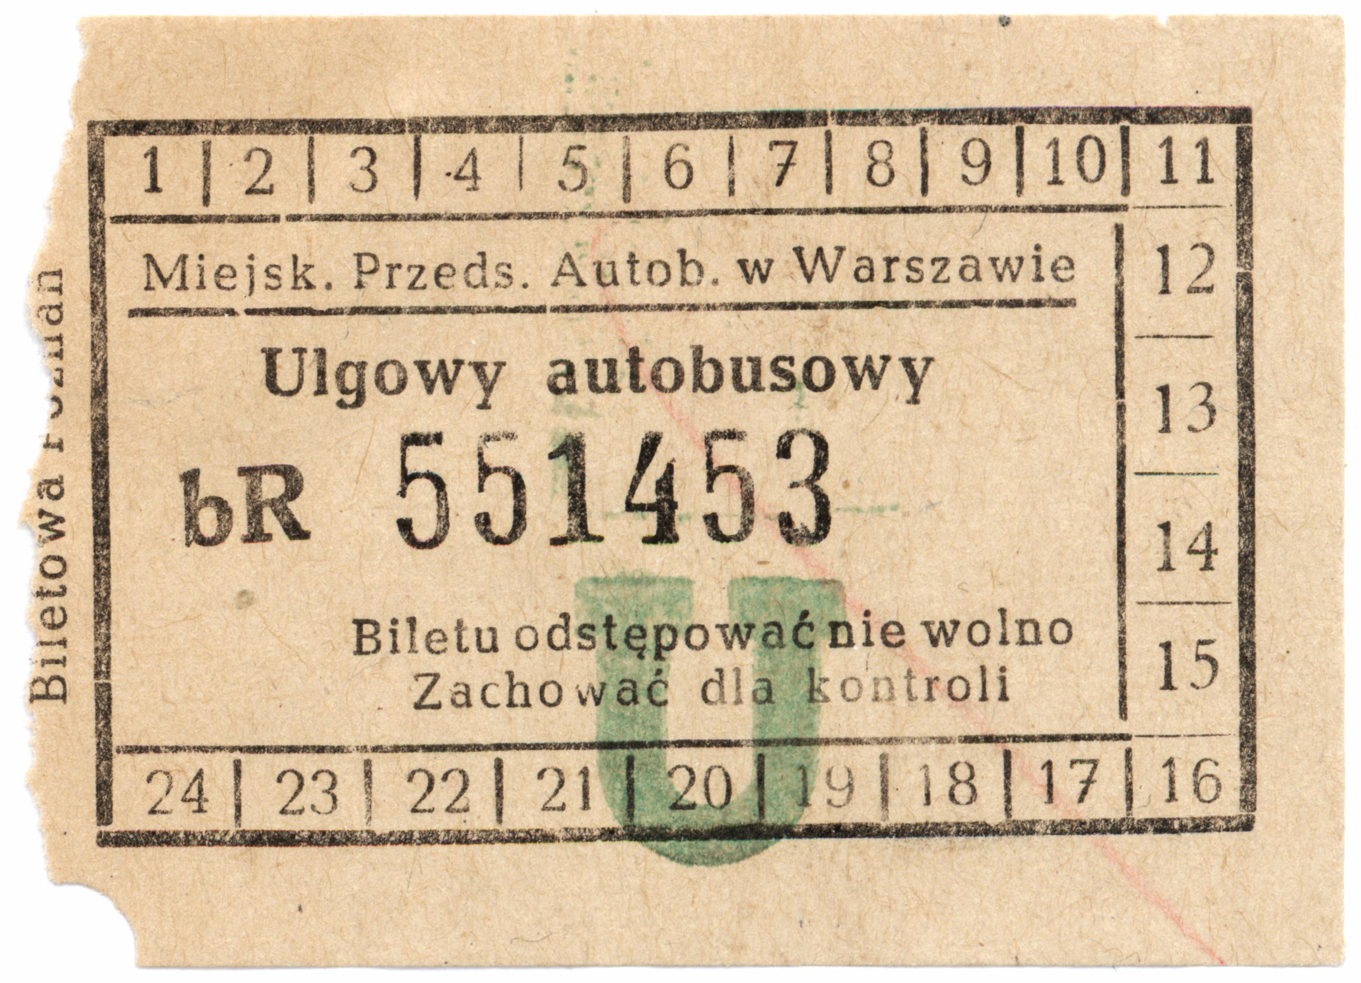 1 2 3 4 5 6 7 8 9 10 11
Miejsk. Przeds. Autob. w Warszawie
12
Ulgowy autobusowy
13
bR 551453
14
Biletu odstępować nie wolno
Zachować dla kontroli
15
24 23 22 21 20 19 18 17 16
U
Biletowa Poznań